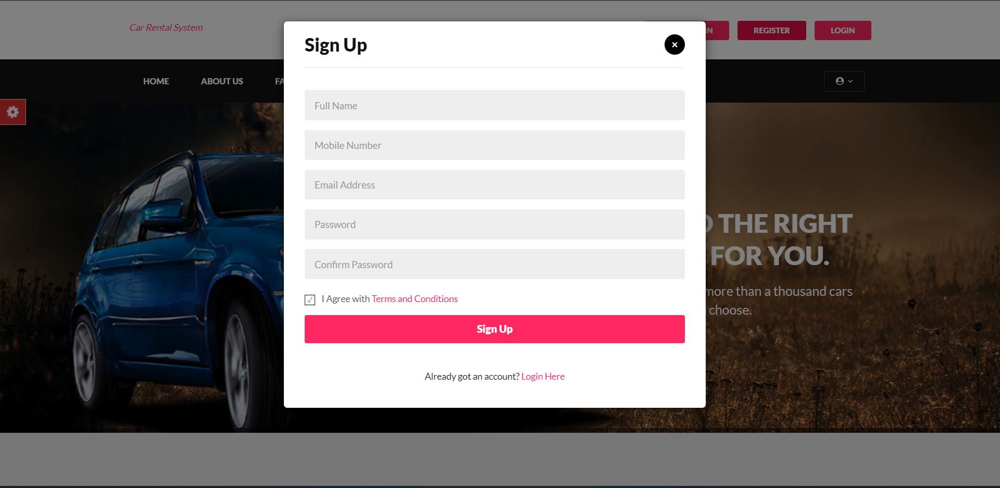 Car Rental System
REGISTER
LOGIN
HOME
ABOUT US
Sign Up
Full Name
Mobile Number
Email Address
Password
Confirm Password
I Agree with Terms and Conditions
Sign Up
Already got an account? Login Here
THE RIGHT
FOR YOU.
more than a thousand cars
choose.